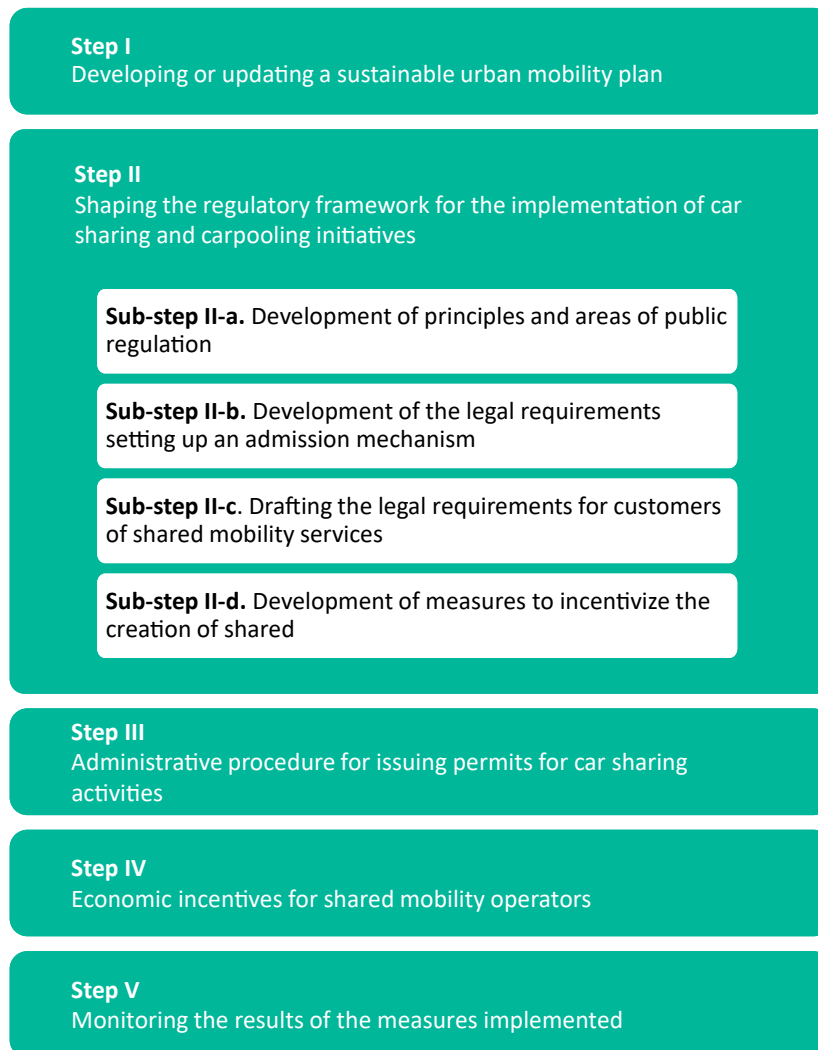 Step I
Developing or updating a sustainable urban mobility plan
Step II
Shaping the regulatory framework for the implementation of car
sharing and carpooling initiatives
Sub-step II-a. Development of principles and areas of public
regulation
Sub-step II-b. Development of the legal requirements
setting up an admission mechanism
Sub-step II-c. Drafting the legal requirements for customers
of shared mobility services
Sub-step II-d. Development of measures to incentivize the
creation of shared
Step III
Administrative procedure for issuing permits for car sharing
activities
Step IV
Economic incentives for shared mobility operators
Step V
Monitoring the results of the measures implemented